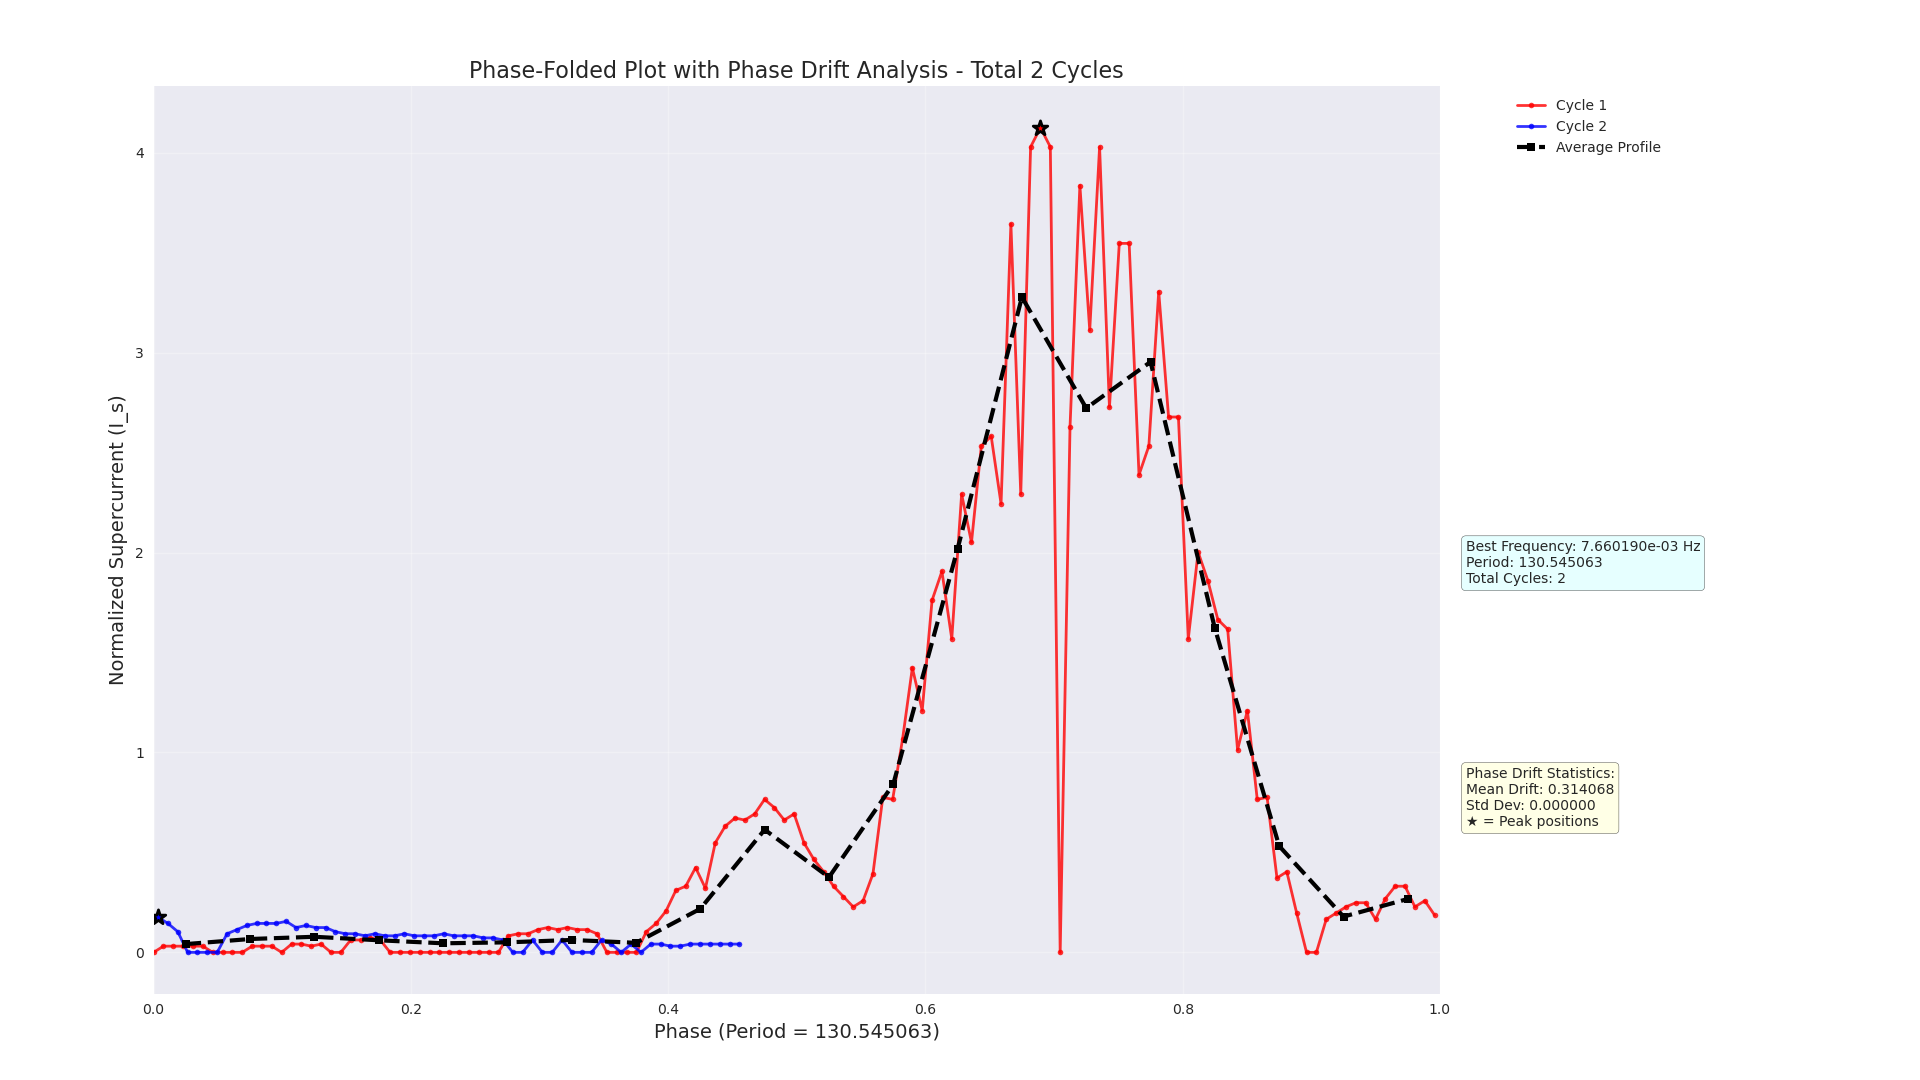 Phase-Folded Plot with Phase Drift Analysis - Total 2 Cycles
Cycle 1
Cycle 2
Average Profile
Normalized Supercurrent (I_s)
4
3
2
1
0
0.0 0.2 0.4 0.6 0.8 1.0
Phase (Period = 130.545063)
Best Frequency: 7.660190e-03 Hz
Period: 130.545063
Total Cycles: 2
Phase Drift Statistics:
Mean Drift: 0.314068
Std Dev: 0.000000
★ = Peak positions